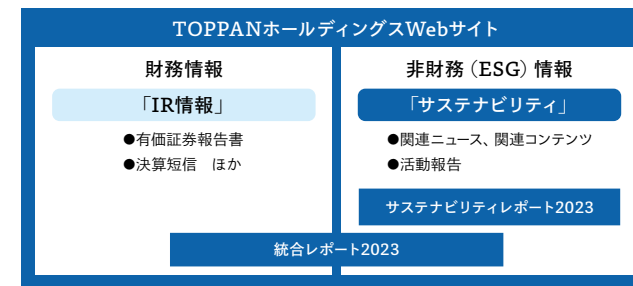 TOPPANホールディングスWebサイト
財務情報
「IR情報」
●有価証券報告書
●決算短信　ほか
非財務（ESG）情報
「サステナビリティ」
●関連ニュース、関連コンテンツ
●活動報告
サステナビリティレポート2023
統合レポート2023